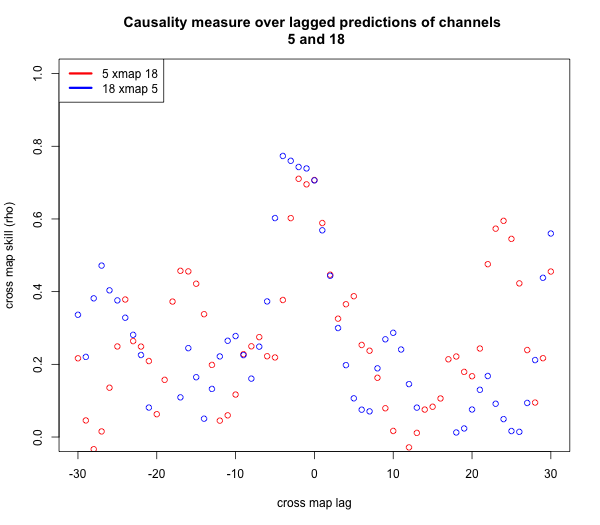 Causality measure over lagged predictions of channels
5 and 18
5 xmap 18
18 xmap 5
1.0
0.8
0.6
0.4
0.2
0.0
cross map skill (rho)
-30 -20 -10 0 10 20 30
cross map lag